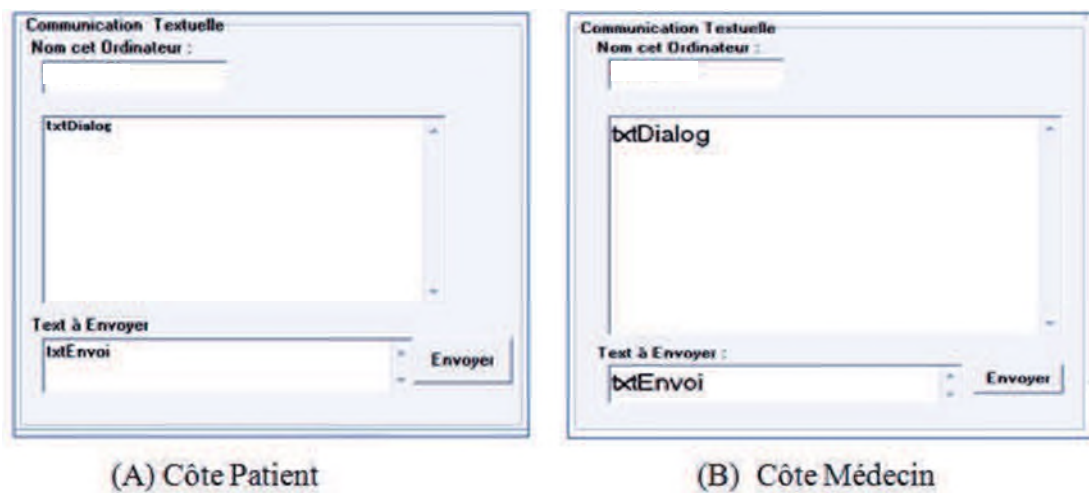 Communication Textuelle
Nom cet Ordinateur :
txtDialog
Text à Envoyer
txtEnvoi
Envoyer
(A) Côte Patient
Communication Textuelle
Nom cet Ordinateur :
txtDialog
Text à Envoyer :
txtEnvoi
Envoyer
(B) Côte Médecin